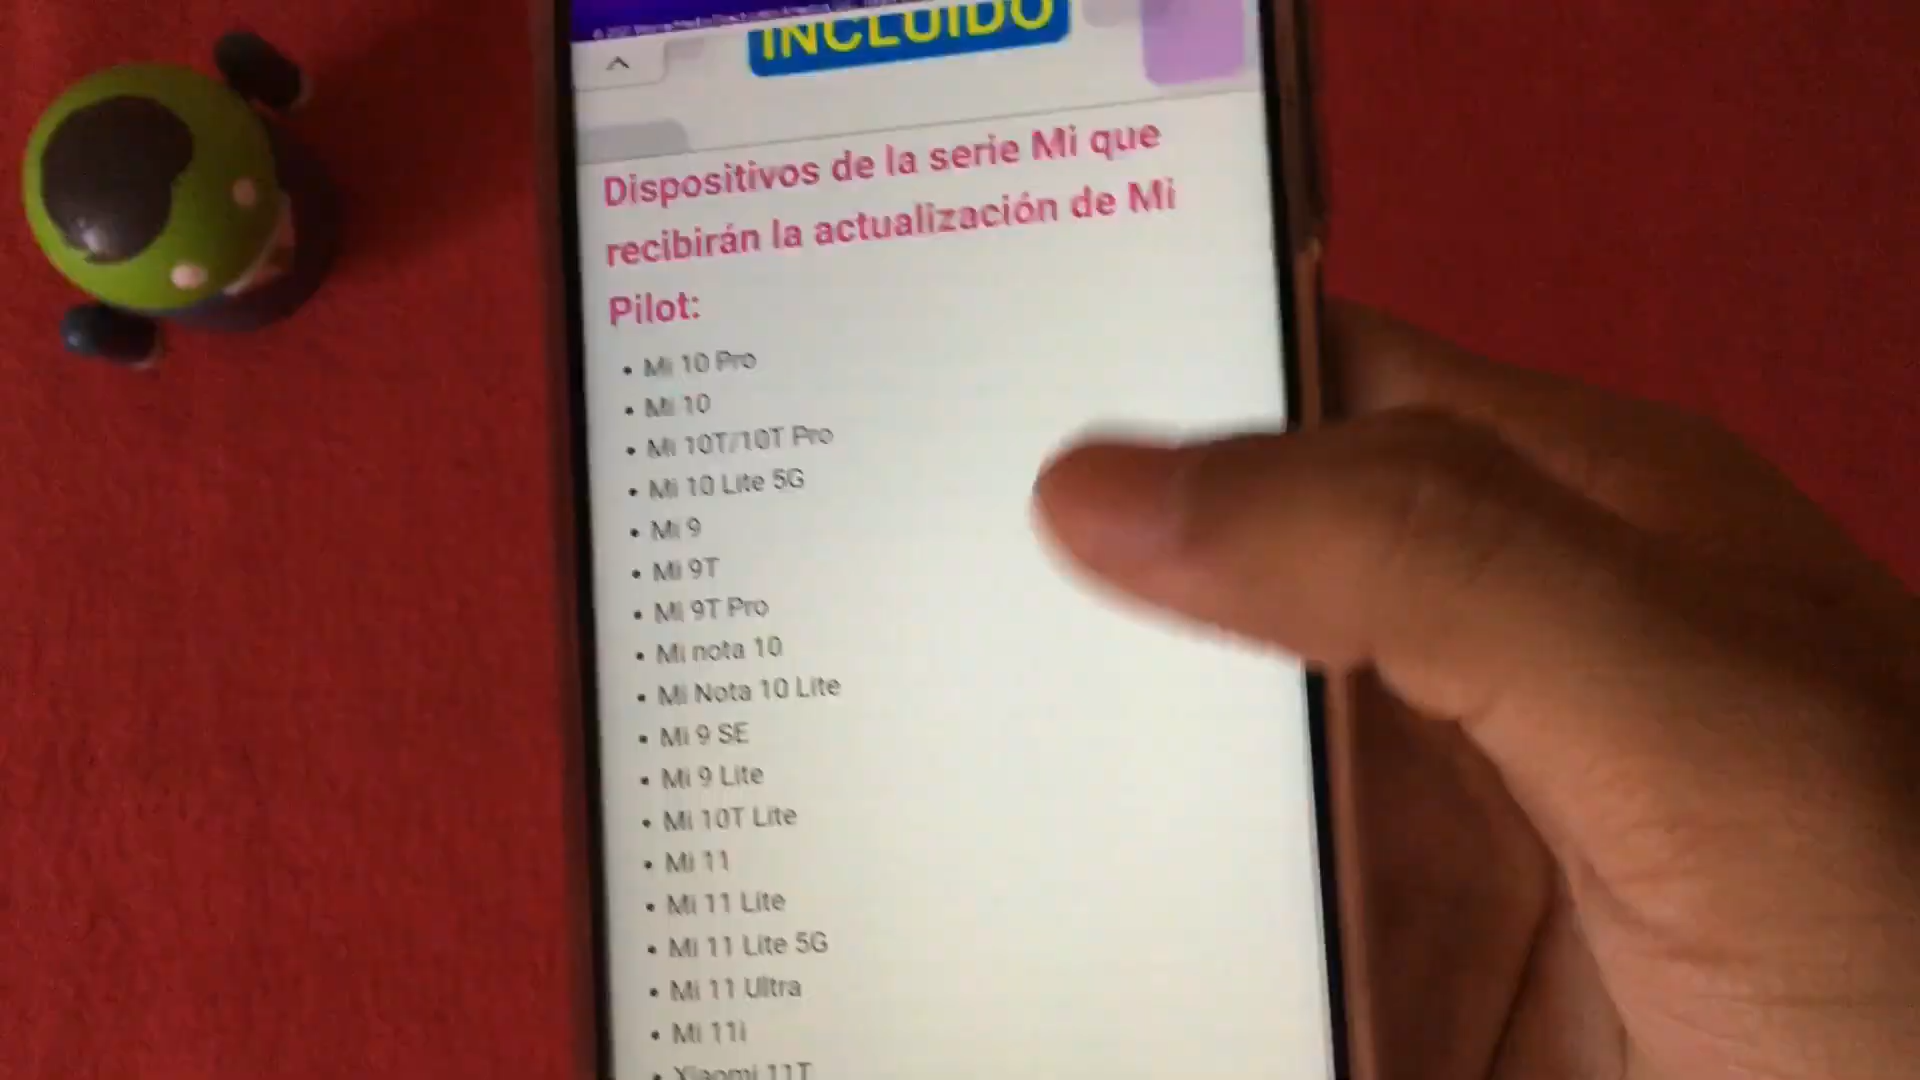 INCLUIDO
Dispositivos de la serie Mi que
recibirán la actualización de Mi
Pilot:
• Mi 10 Pro
• Mi 10
• Mi 10T/10T Pro
• Mi 10 Lite 5G
• Mi 9
• Mi 9T
• Mi 9T Pro
• Mi nota 10
• Mi Nota 10 Lite
• Mi 9 SE
• Mi 9 Lite
• Mi 10T Lite
• Mi 11
• Mi 11 Lite
• Mi 11 Lite 5G
• Mi 11 Ultra
• Mi 11i
• Xiaomi 11T